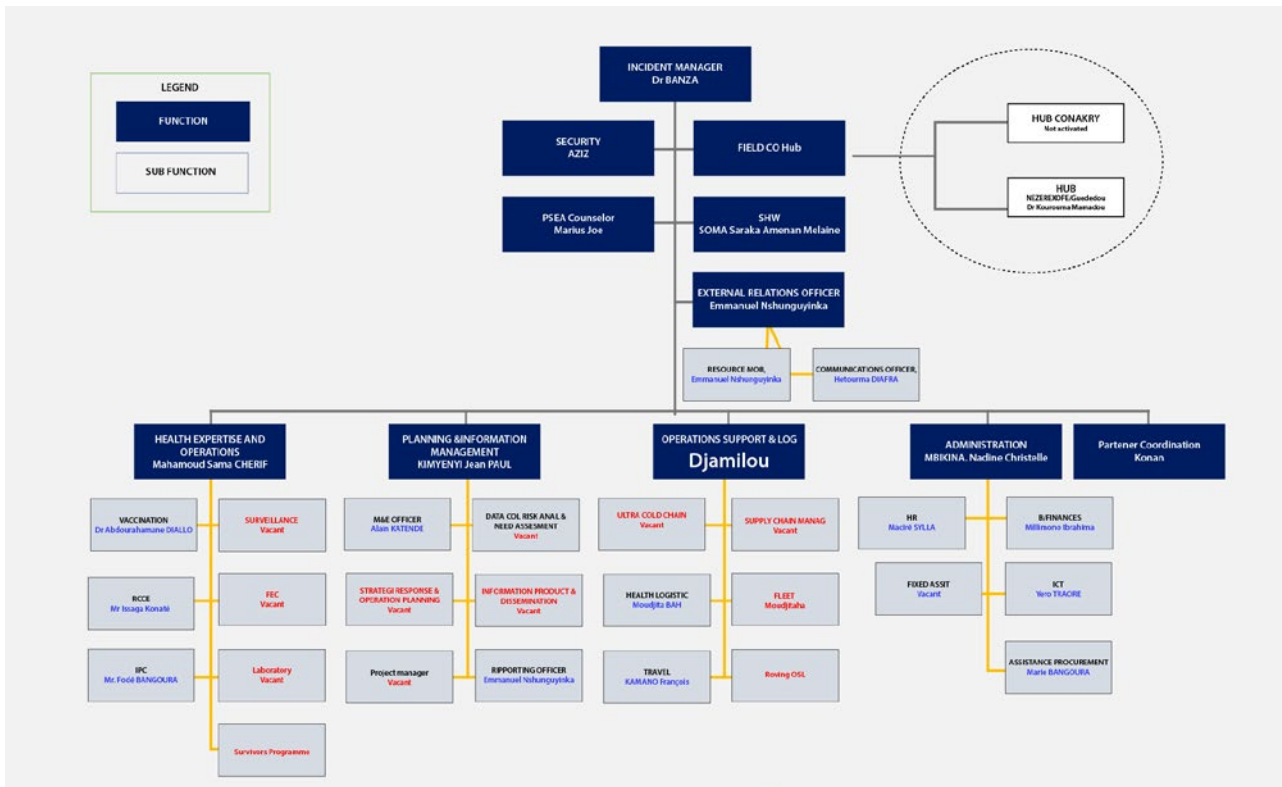 LEGEND
FUNCTION
SUB FUNCTION
INCIDENT MANAGER
Dr BANZA
SECURITY
AZIZ
FIELD CO Hub
HUB CONAKRY
Not activated
HUB
NEZEREKOFE/Guededou
Dr Kourouma Mamadou
PSEA Counselor
Marius Joe
SHW
SOMA Saraka Amenan Melaine
EXTERNAL RELATIONS OFFICER
Emmanuel Nshunguyinka
RESOURCE MOB,
Emmanuel Nshunguyinka
COMMUNICATIONS OFFICER,
Hetourma DIAFRA
HEALTH EXPERTISE AND
OPERATIONS
Mahamoud Sama CHERIF
PLANNING &INFORMATION
MANAGEMENT
KIMYENYI Jean PAUL
OPERATIONS SUPPORT & LOG
Djamilou
ADMINISTRATION
MBIKINA. Nadine Christelle
Partener Coordination
Konan
VACCINATION
Dr Abdourahamane DIALLO
SURVEILLANCE
Vacant
RCCE
Mr Issaga Konaté
FEC
Vacant
IPC
Mr. Fodé BANGOURA
Laboratory
Vacant
Survivors Programme
M&E OFFICER
Alain KATENDE
DATA COL RISK ANAL &
NEED ASSESMENT
Vacant
STRATEGI RESPONSE &
OPERATION PLANNING
Vacant
INFORMATION PRODUCT &
DISSEMINATION
Vacant
Project manager
Vacant
RIPPORTING OFFICER
Emmanuel Nshunguyinka
ULTRA COLD CHAIN
Vacant
SUPPLY CHAIN MANAG
Vacant
HEALTH LOGISTIC
Moudjita BAH
FLEET
Moedjitaha
TRAVEL
KAMANO François
Roving OSL
HR
Naciré SYLLA
B/FINANCES
Millimono Ibrahima
FIXED ASSIT
Vacant
ICT
Yero TRAORE
ASSISTANCE PROCUREMENT
Marie BANGOURA